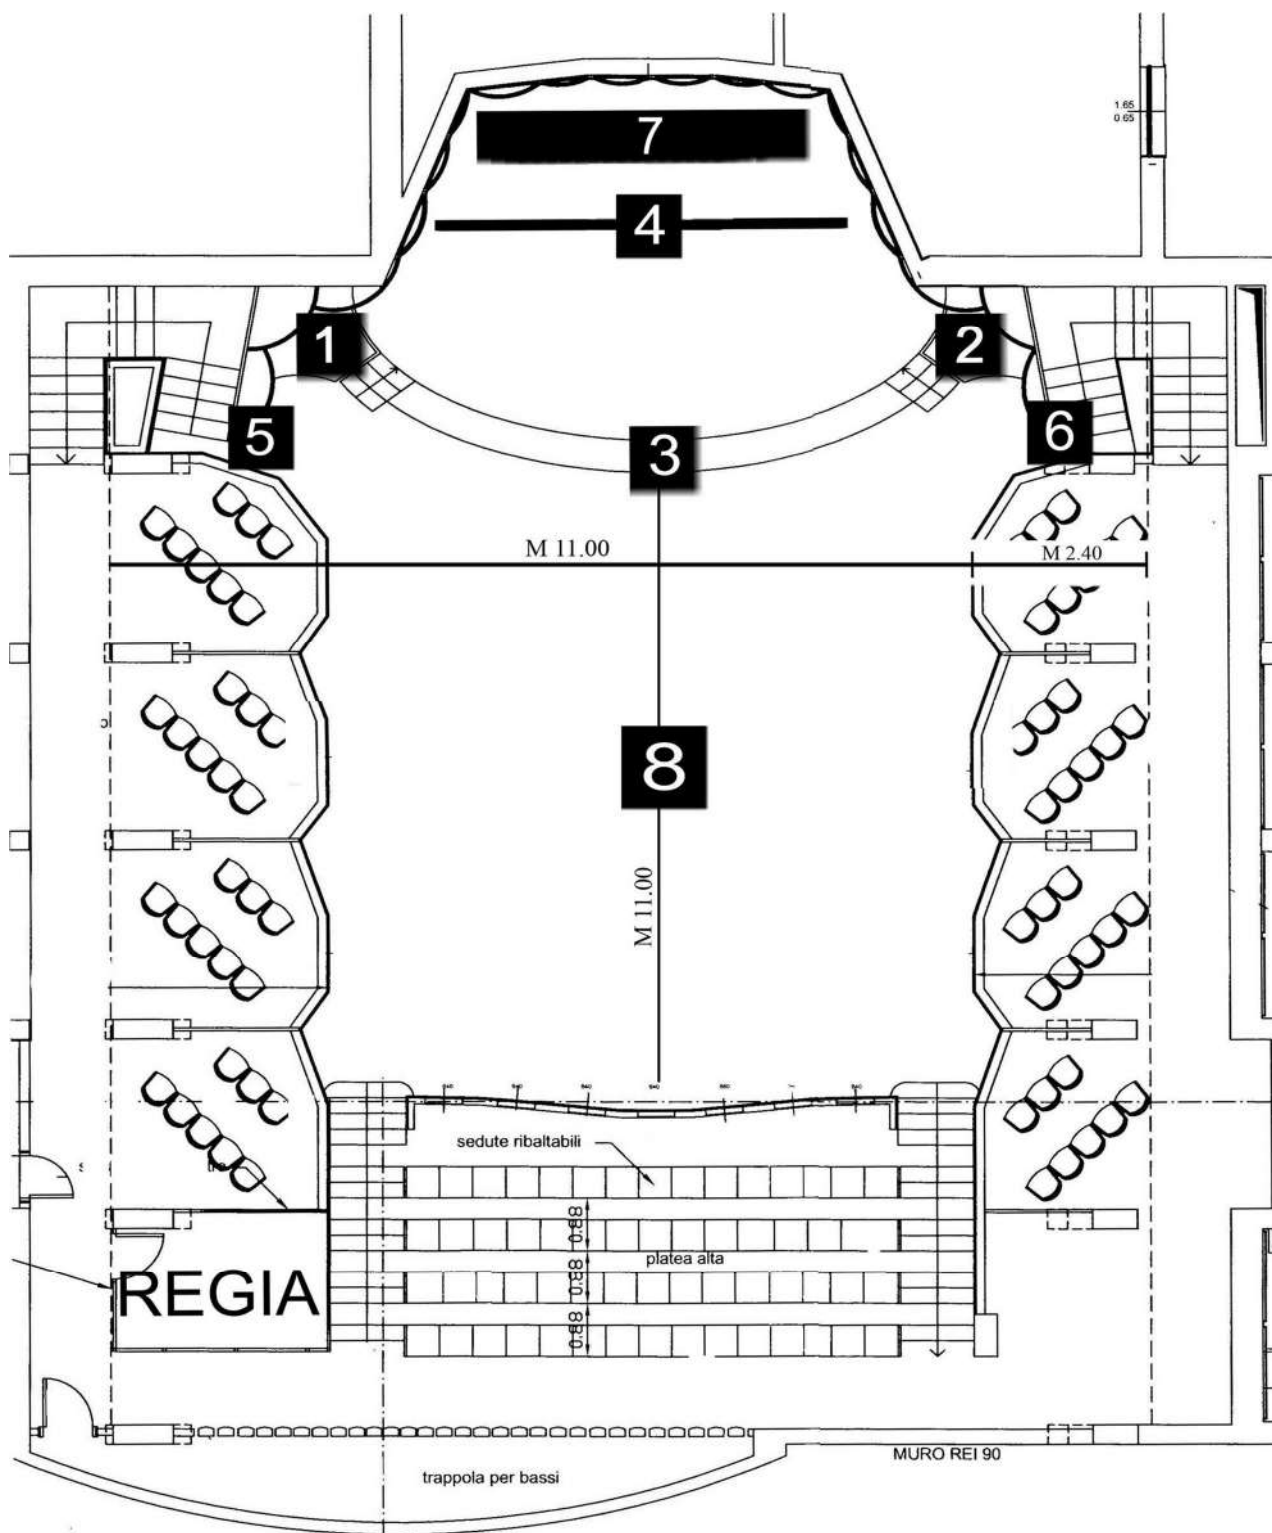 7
1.65
0.65
4
1
2
5
6
3
M 11.00
M 2.40
8
M 11.00
sedute ribaltabili
0.88
platea alta
0.88
REGIA
0.88
MURO REI 90
trappola per bassi